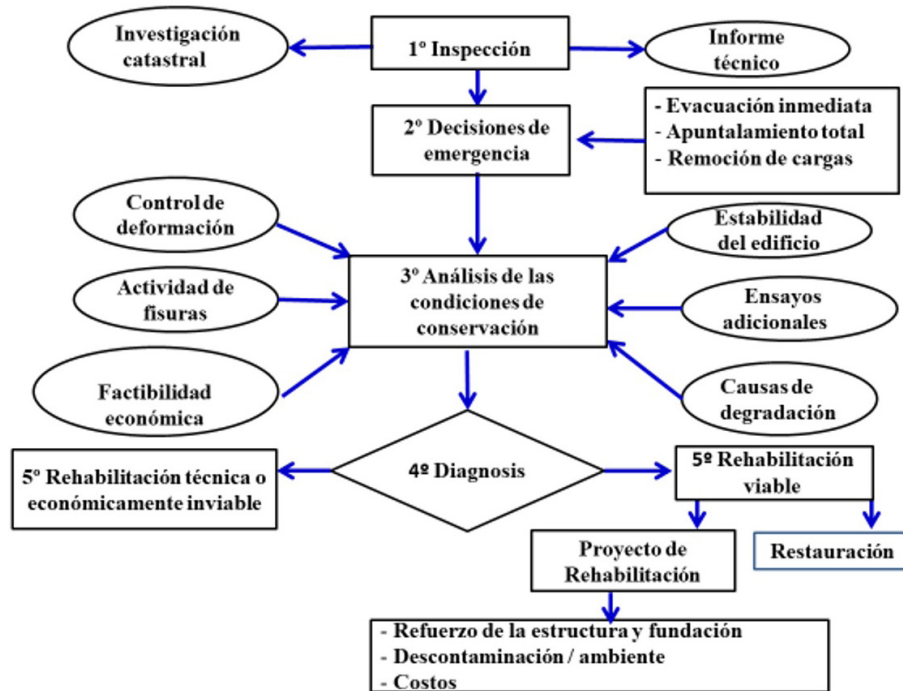 Investigación
catastral
1º Inspección
Informe
técnico
2º Decisiones de
emergencia
- Evacuación inmediata
- Apuntalamiento total
- Remoción de cargas
Control de
deformación
Estabilidad
del edificio
Actividad de
fisuras
3º Análisis de las
condiciones de
conservación
Ensayos
adicionales
Factibilidad
económica
Causas de
degradación
5º Rehabilitación técnica o
económicamente inviable
4º Diagnosis
5º Rehabilitación
viable
Proyecto de
Rehabilitación
Restauración
- Refuerzo de la estructura y fundación
- Descontaminación / ambiente
- Costos